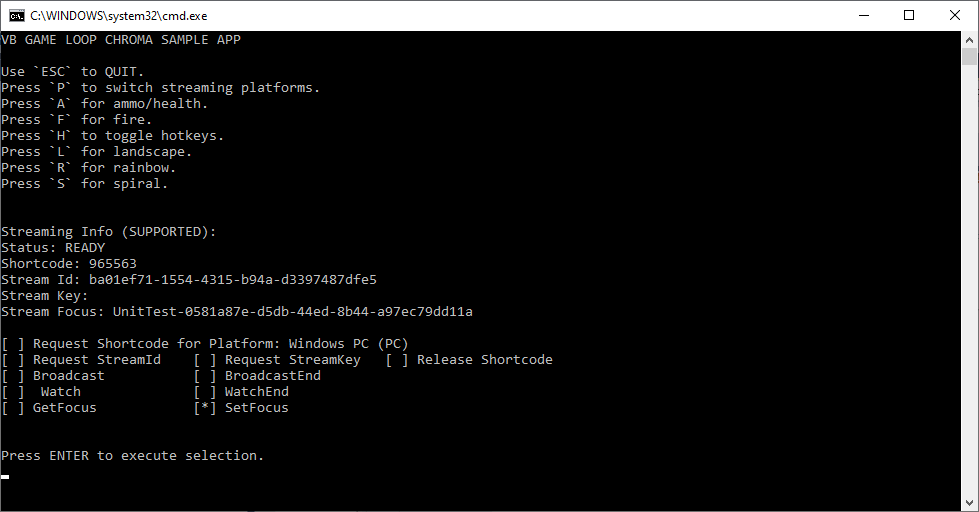 C:\WINDOWS\system32\cmd.exe
VB GAME LOOP CHROMA SAMPLE APP
Use `ESC` to QUIT.
Press `P` to switch streaming platforms.
Press `A` for ammo/health.
Press `F` for fire.
Press `H` to toggle hotkeys.
Press `L` for landscape.
Press `R` for rainbow.
Press `S` for spiral.
Streaming Info (SUPPORTED):
Status: READY
Shortcode: 965563
Stream Id: ba01ef71-1554-4315-b94a-d3397487dfe5
Stream Key:
Stream Focus: UnitTest-0581a87e-d5db-44ed-8b44-a97ec79dd11a
[ ] Request Shortcode for Platform: Windows PC (PC)
[ ] Request StreamId    [ ] Request StreamKey   [ ] Release Shortcode
[ ] Broadcast           [ ] BroadcastEnd
[ ]  Watch              [ ] WatchEnd
[ ] GetFocus            [*] SetFocus
Press ENTER to execute selection.